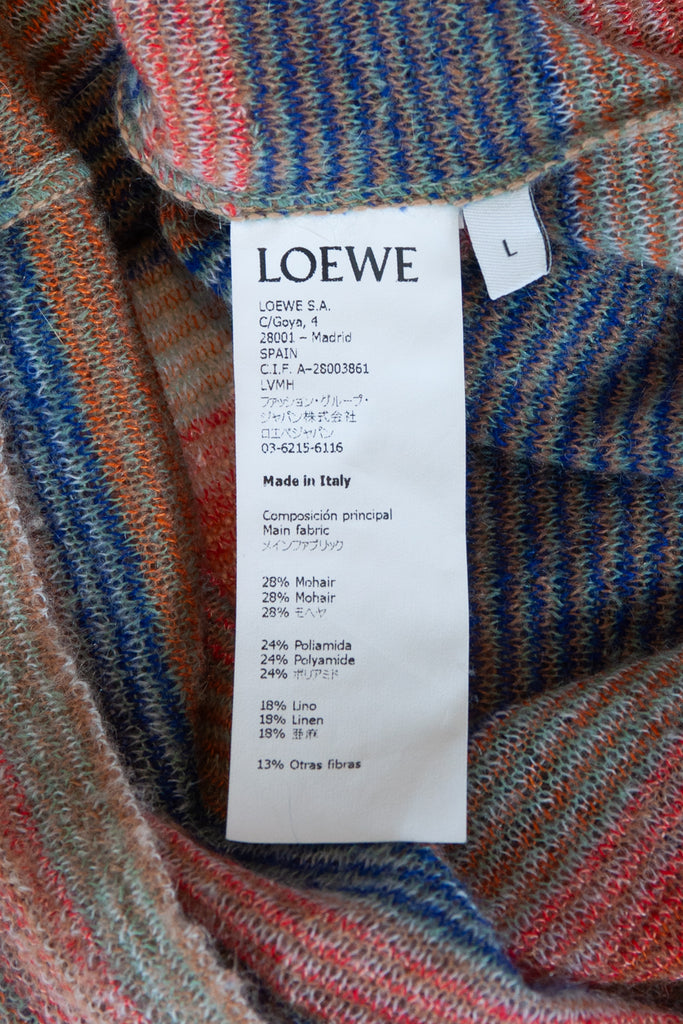 LOEWE
L
LOEWE S.A.
C/Goya, 4
28001 – Madrid
SPAIN
C.I.F. A-28003861
LVMH
ファッション・グループ・
ジャパン株式会社
ロエベジャパン
03-6215-6116
Made in Italy
Composición principal
Main fabric
メインファブリック
28% Mohair
28% Mohair
28% モヘヤ
24% Poliamida
24% Polyamide
24% ポリアミド
18% Lino
18% Linen
18% 亜麻
13% Otras fibras